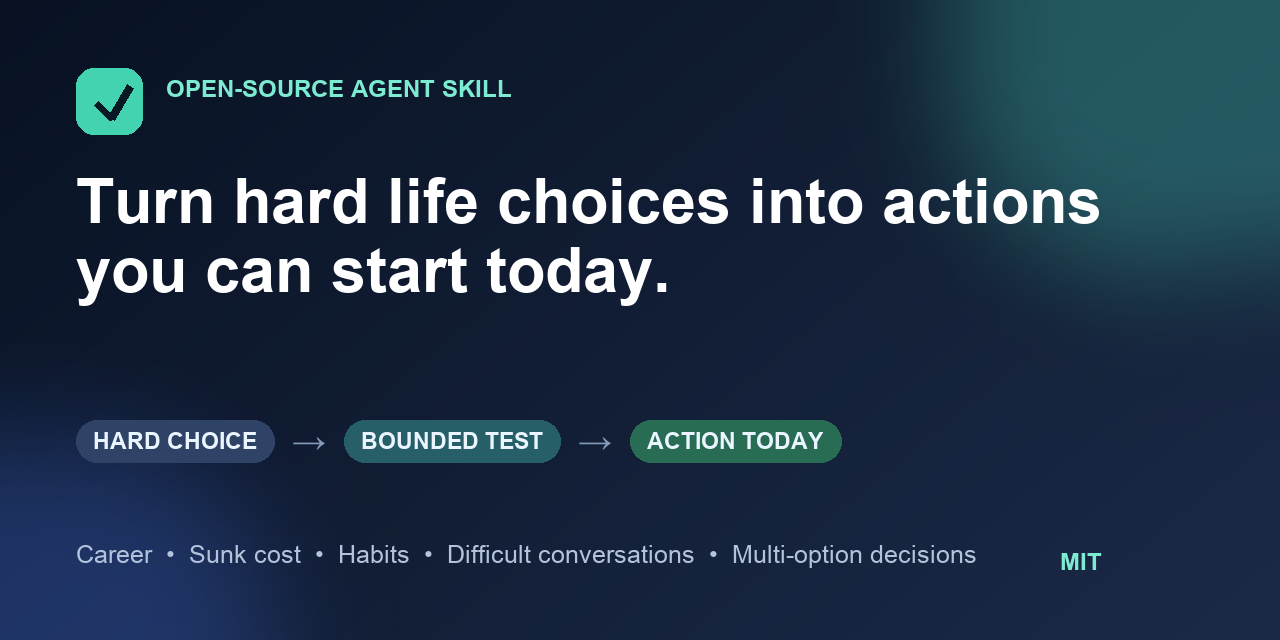 OPEN-SOURCE AGENT SKILL
Turn hard life choices into actions
you can start today.
HARD CHOICE → BOUNDED TEST → ACTION TODAY
Career • Sunk cost • Habits • Difficult conversations • Multi-option decisions
MIT